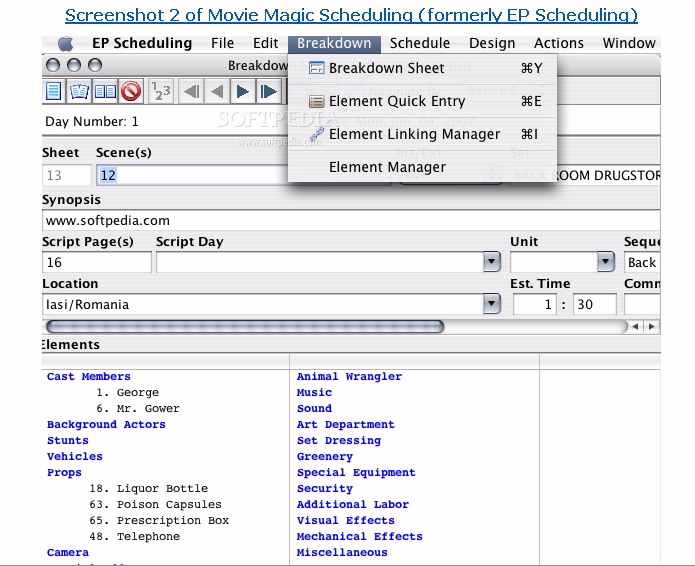 Screenshot 2 of Movie Magic Scheduling (formerly EP Scheduling)
EP Scheduling File Edit Breakdown Schedule Design Actions Window
Breakdown
Breakdown Sheet ⌘Y
Element Quick Entry ⌘E
Element Linking Manager ⌘I
Element Manager
123
Day Number: 1
SOFTPEDIA
www.softpedia.com
Sheet Scene(s)
13 12 BACK ROOM DRUGSTOR
Synopsis
www.softpedia.com
Script Page(s) Script Day Unit Seque
16 Back
Location Est. Time Comm
Iasi/Romania 1 : 30
Elements
Cast Members
1. George
6. Mr. Gower
Background Actors
Stunts
Vehicles
Props
18. Liquor Bottle
63. Poison Capsules
65. Prescription Box
48. Telephone
Camera
Animal Wrangler
Music
Sound
Art Department
Set Dressing
Greenery
Special Equipment
Security
Additional Labor
Visual Effects
Mechanical Effects
Miscellaneous